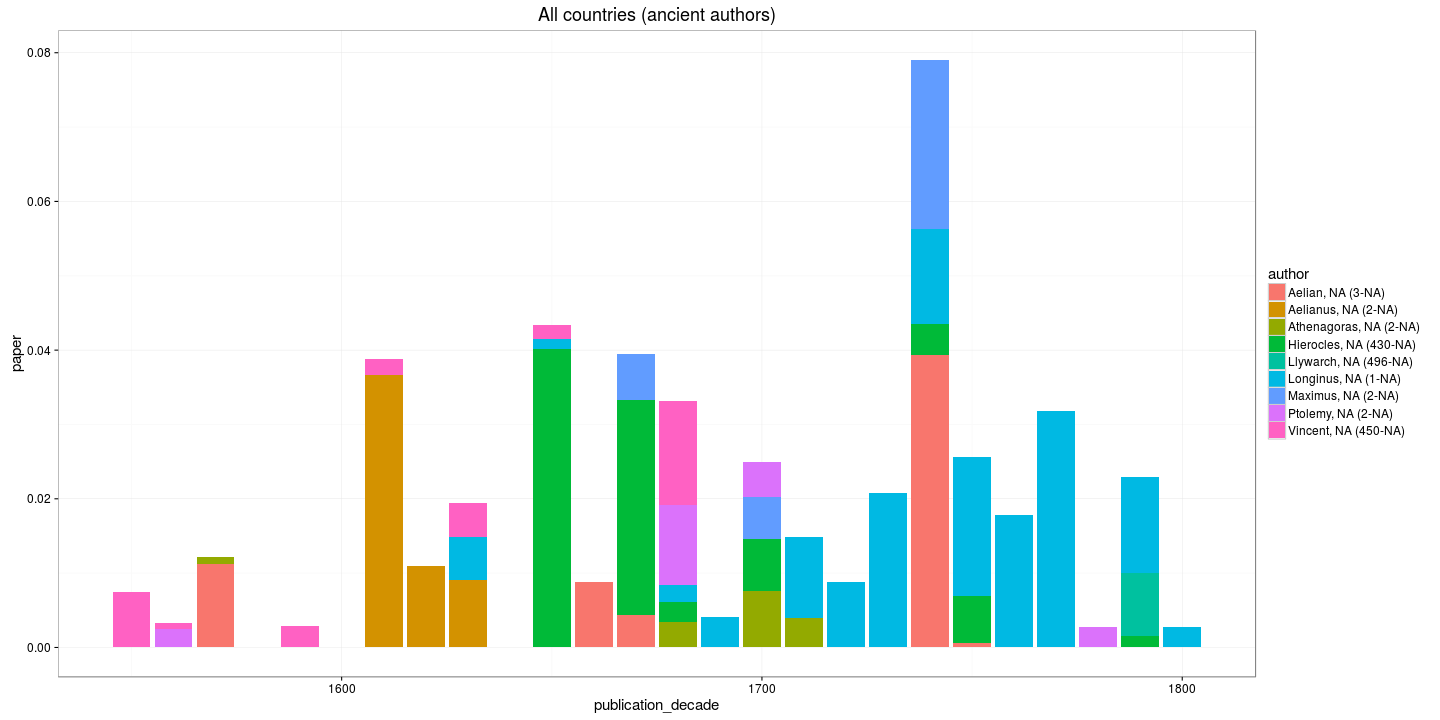 All countries (ancient authors)
0.08
0.06
0.04
0.02
0.00
paper
1600
1700
1800
publication_decade
author
Aelian, NA (3-NA)
Aelianus, NA (2-NA)
Athenagoras, NA (2-NA)
Hierocles, NA (430-NA)
Llywarch, NA (496-NA)
Longinus, NA (1-NA)
Maximus, NA (2-NA)
Ptolemy, NA (2-NA)
Vincent, NA (450-NA)